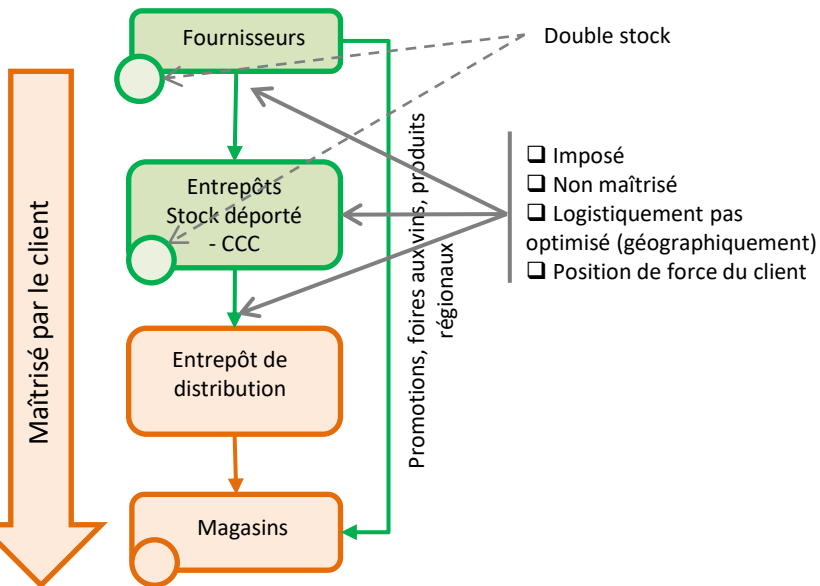 Fournisseurs
Double stock
Entrepôts
Stock déporté
- CCC
❑ Imposé
❑ Non maîtrisé
❑ Logistiquement pas
optimisé (géographiquement)
❑ Position de force du client
Promotions, foires aux vins, produits
régionaux
Maîtrisé par le client
Entrepôt de
distribution
Magasins